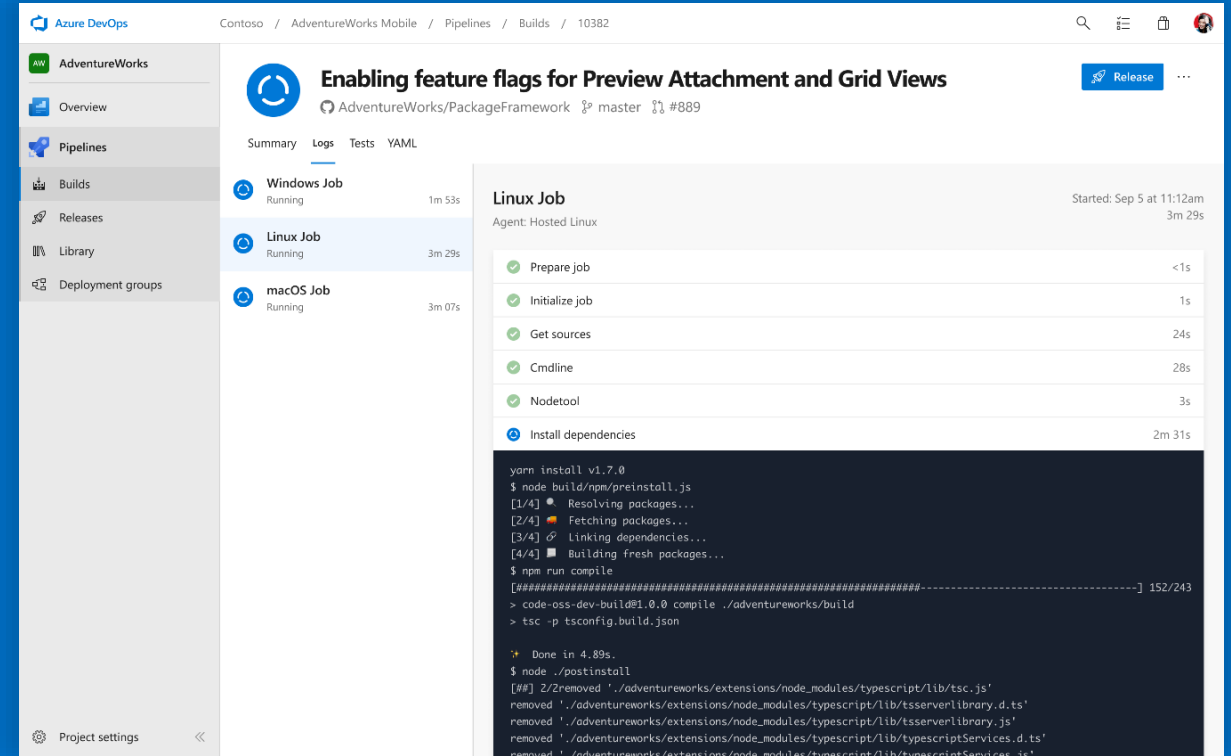 Azure DevOps
Contoso / AdventureWorks Mobile / Pipelines / Builds / 10382
AW AdventureWorks
Overview
Pipelines
Builds
Releases
Library
Deployment groups
Project settings
Enabling feature flags for Preview Attachment and Grid Views
Release
AdventureWorks/PackageFramework master #889
Summary Logs Tests YAML
Windows Job
Running 1m 53s
Linux Job
Running 3m 29s
macOS Job
Running 3m 07s
Linux Job
Started: Sep 5 at 11:12am
Agent: Hosted Linux
3m 29s
Prepare job <1s
Initialize job 1s
Get sources 24s
Cmdline 28s
Nodetool 3s
Install dependencies 2m 31s
yarn install v1.7.0
$ node build/npm/preinstall.js
[1/4] 🔍 Resolving packages...
[2/4] 🚚 Fetching packages...
[3/4] 🔗 Linking dependencies...
[4/4] 📃 Building fresh packages...
$ npm run compile
[###################################################################------------------------------------] 152/243
> code-oss-dev-build@1.0.0 compile ./adventureworks/build
> tsc -p tsconfig.build.json
✨ Done in 4.89s.
$ node ./postinstall
[##] 2/2removed './adventureworks/extensions/node_modules/typescript/lib/tsc.js'
removed './adventureworks/extensions/node_modules/typescript/lib/tsserverlibrary.d.ts'
removed './adventureworks/extensions/node_modules/typescript/lib/tsserverlibrary.js'
removed './adventureworks/extensions/node_modules/typescript/lib/typescriptServices.d.ts'
removed './adventureworks/extensions/node_modules/typescript/lib/typescriptServices.js'